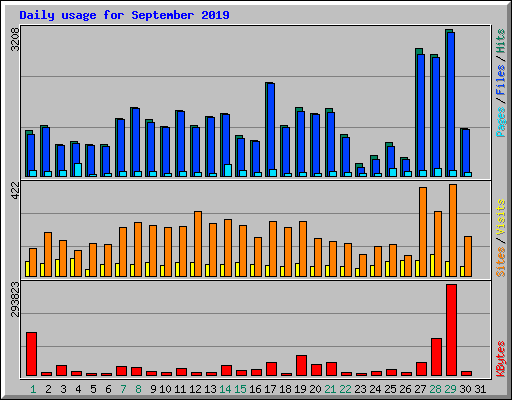 Daily usage for September 2019
3208
Pages / Files / Hits
422
Sites / Visits
293823
KBytes
1 2 3 4 5 6 7 8 9 10 11 12 13 14 15 16 17 18 19 20 21 22 23 24 25 26 27 28 29 30 31